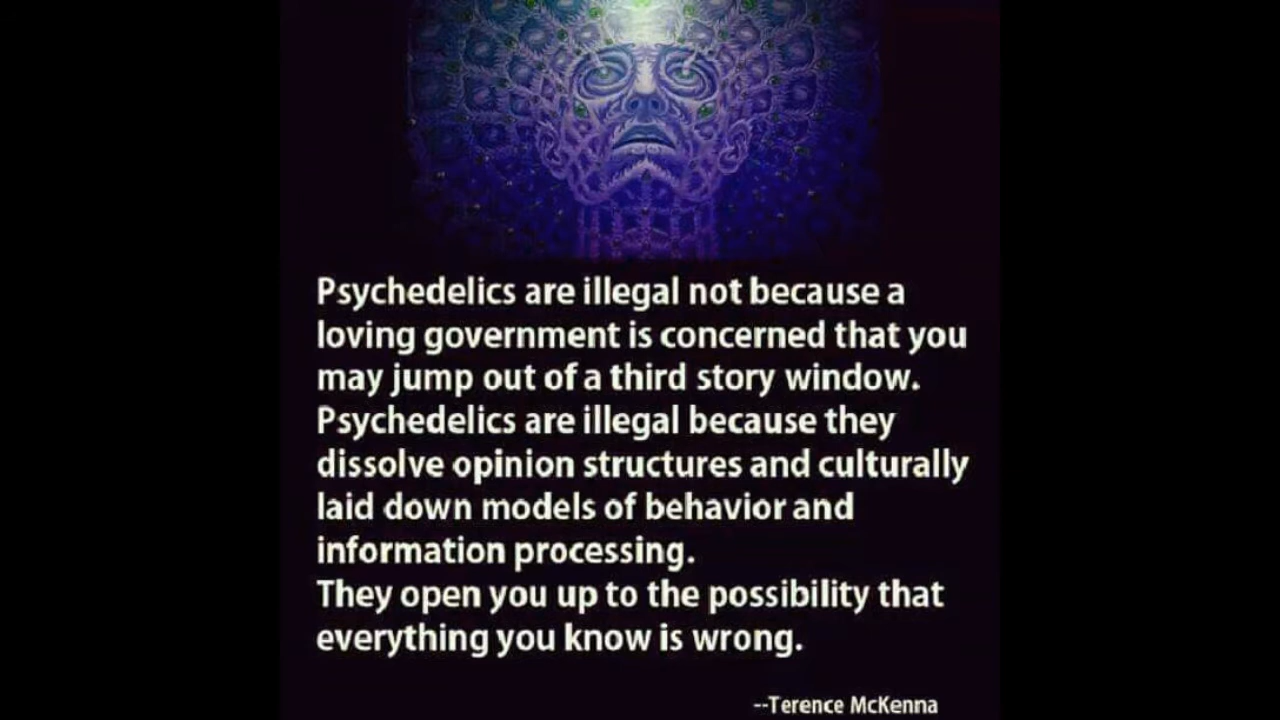 Psychedelics are illegal not because a
loving government is concerned that you
may jump out of a third story window.
Psychedelics are illegal because they
dissolve opinion structures and culturally
laid down models of behavior and
information processing.
They open you up to the possibility that
everything you know is wrong.
--Terence McKenna